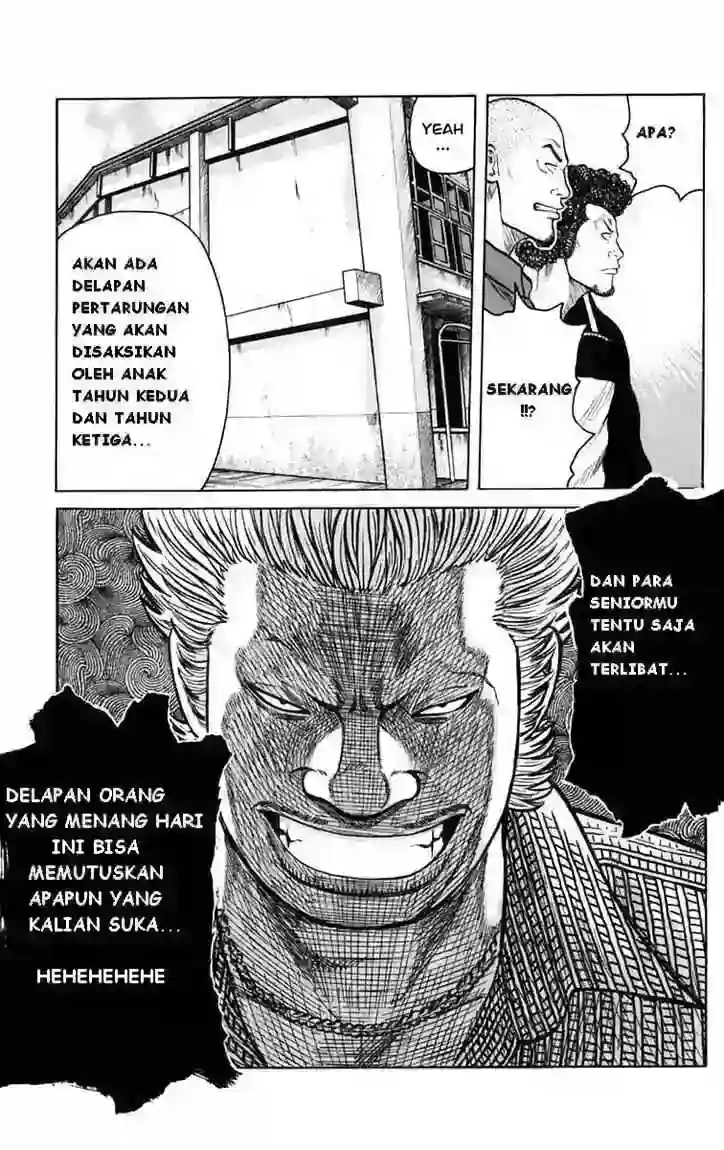 APA?
SEKARANG
!!?
YEAH
...
AKAN ADA
DELAPAN
PERTARUNGAN
YANG AKAN
DISAKSIKAN
OLEH ANAK
TAHUN KEDUA
DAN TAHUN
KETIGA...
DAN PARA
SENIORMU
TENTU SAJA
AKAN
TERLIBAT...
DELAPAN ORANG
YANG MENANG HARI
INI BISA
MEMUTUSKAN
APAPUN YANG
KALIAN SUKA...
HEHEHEHEHE